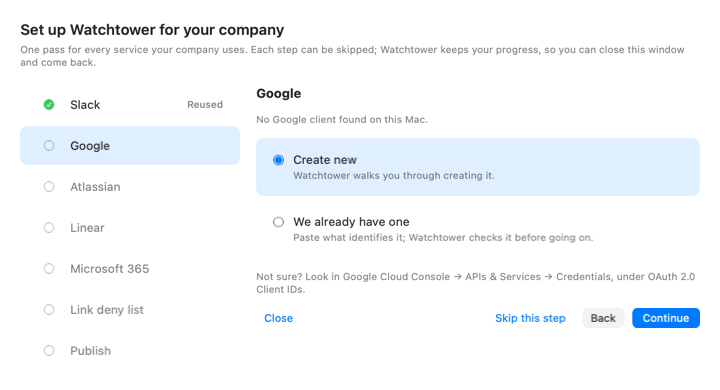 Set up Watchtower for your company
One pass for every service your company uses. Each step can be skipped; Watchtower keeps your progress, so you can close this window
and come back.
Slack
Reused
Google
Atlassian
Linear
Microsoft 365
Link deny list
Publish
Google
No Google client found on this Mac.
Create new
Watchtower walks you through creating it.
We already have one
Paste what identifies it; Watchtower checks it before going on.
Not sure? Look in Google Cloud Console → APIs & Services → Credentials, under OAuth 2.0
Client IDs.
Close
Skip this step
Back
Continue